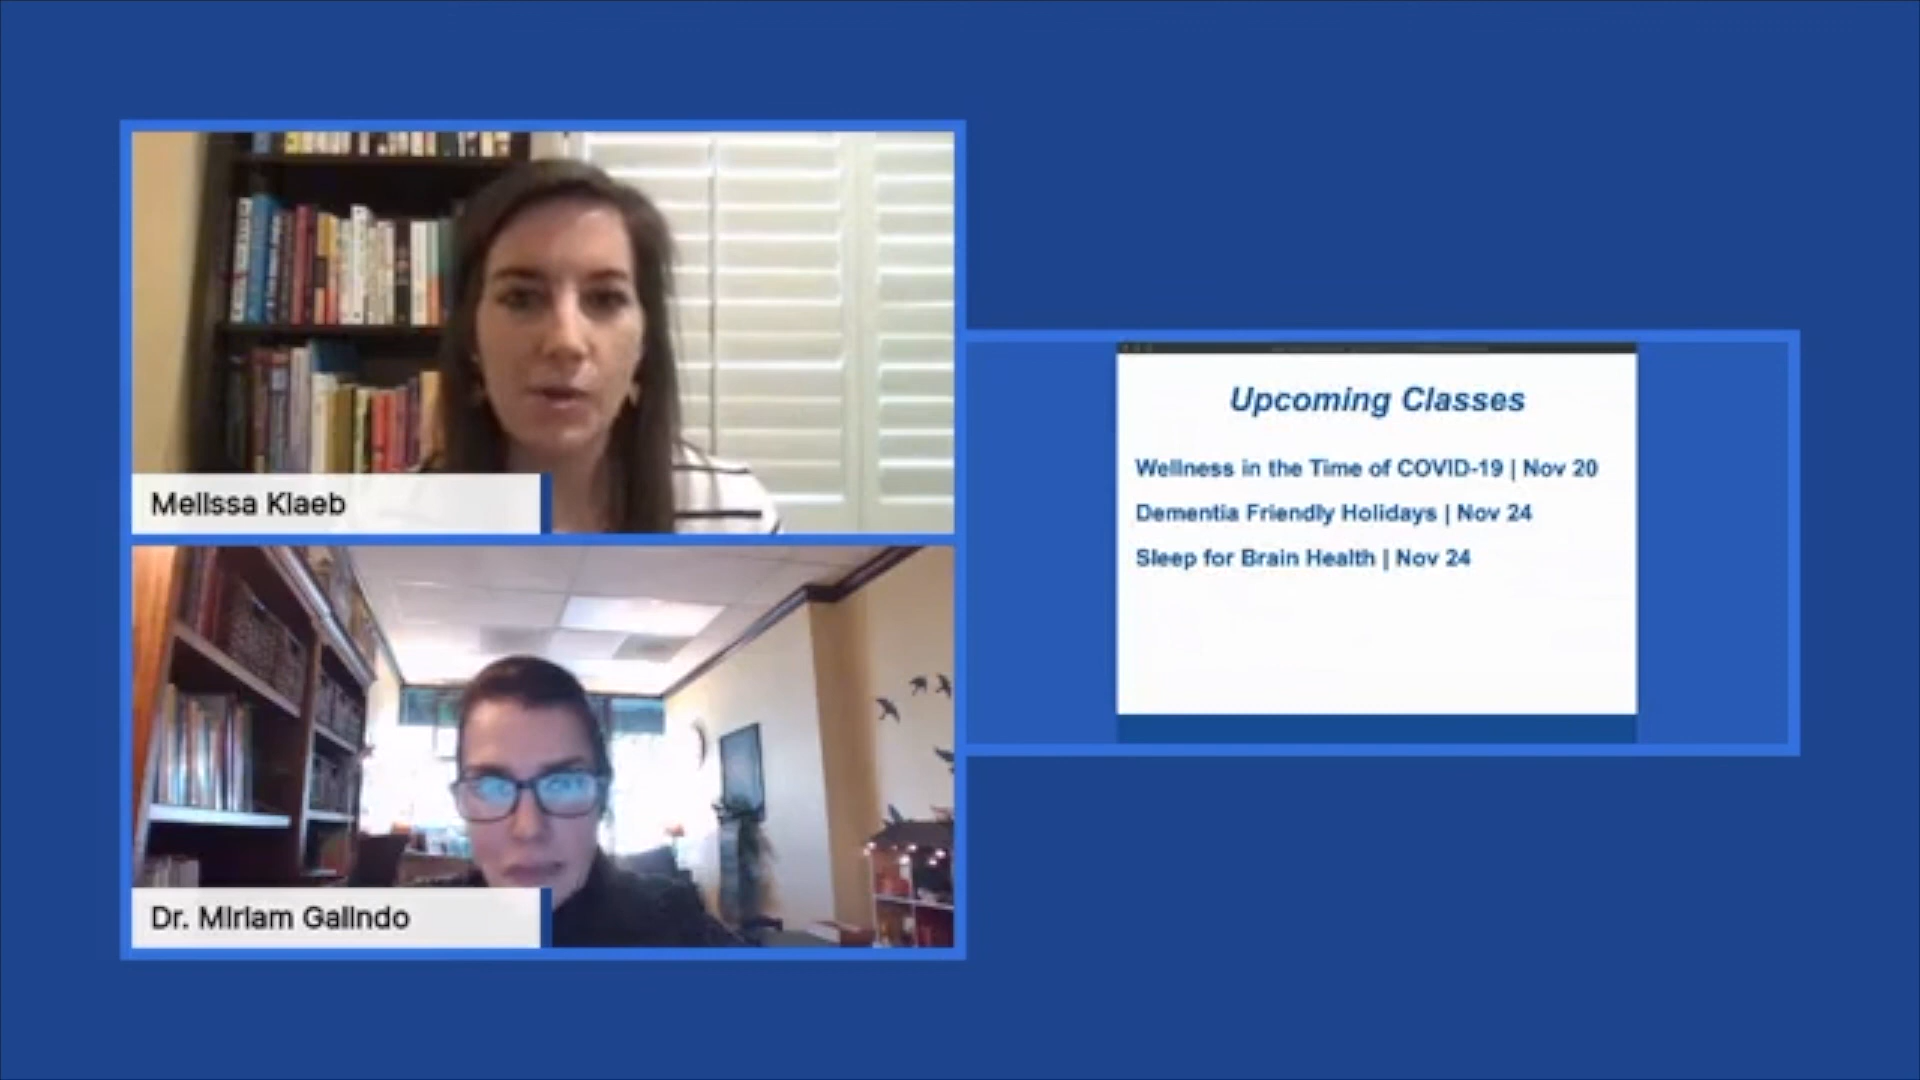 Melissa Klaeb
Dr. Miriam Galindo
Upcoming Classes
Wellness in the Time of COVID-19 | Nov 20
Dementia Friendly Holidays | Nov 24
Sleep for Brain Health | Nov 24